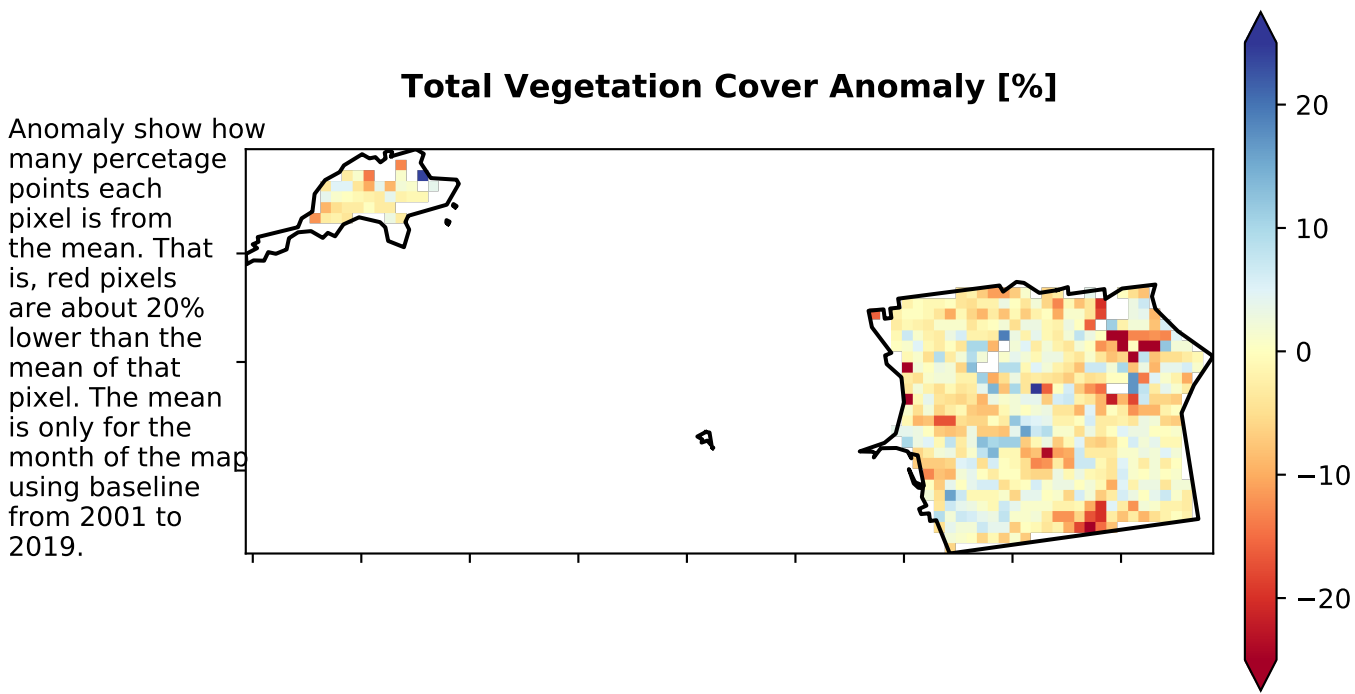 Total Vegetation Cover Anomaly [%]
Anomaly show how
many percetage
points each
pixel is from
the mean. That
is, red pixels
are about 20%
lower than the
mean of that
pixel. The mean
is only for the
month of the map
using baseline
from 2001 to
2019.
20
10
0
−10
−20